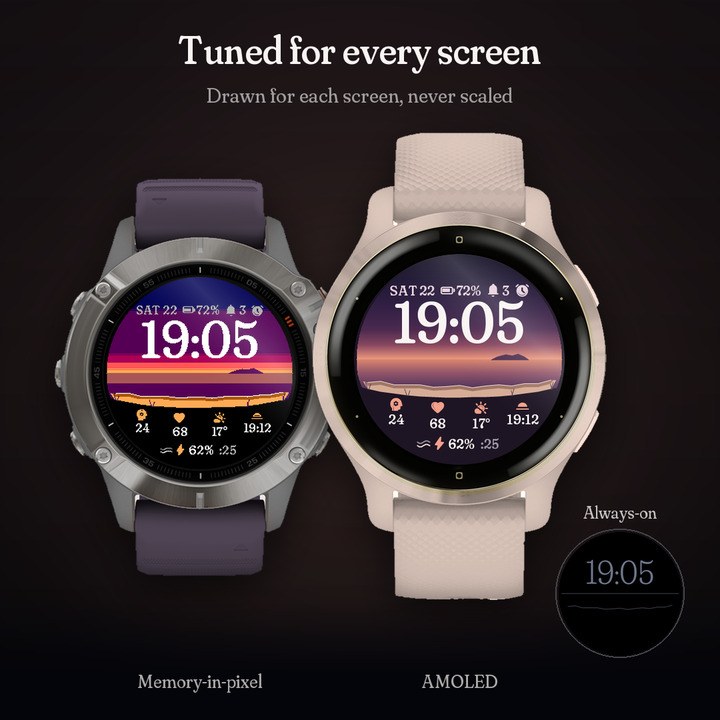 Tuned for every screen
Drawn for each screen, never scaled
SAT 22 72% 3
19:05
24 68 17° 19:12
62% :25
SAT 22 72% 3
19:05
24 68 17° 19:12
62% :25
Always-on
19:05
Memory-in-pixel
AMOLED